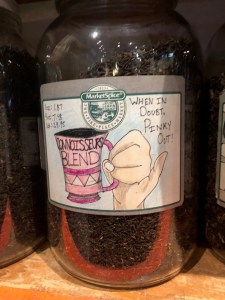 MarketSpice
WHEN IN
DOUBT,
PINKY
OUT!
CONNOISSEURS
BLEND